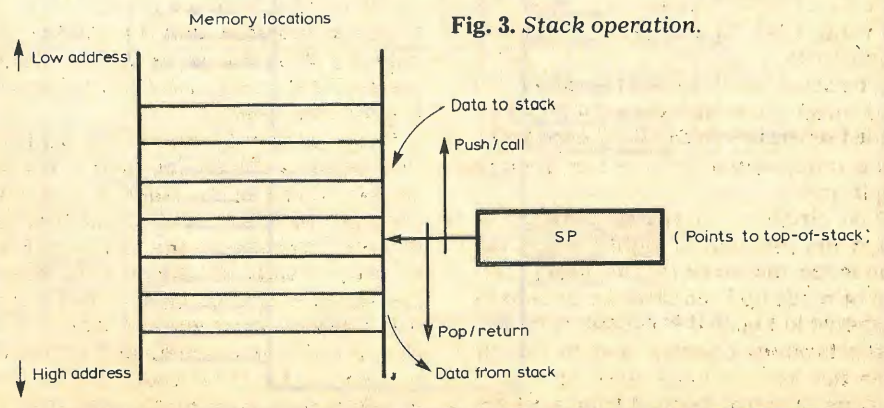 Memory locations
Fig. 3. Stack operation.
Low address
Data to stack
Push/call
SP
(Points to top-of-stack)
Pop/return
High address
Data from stack